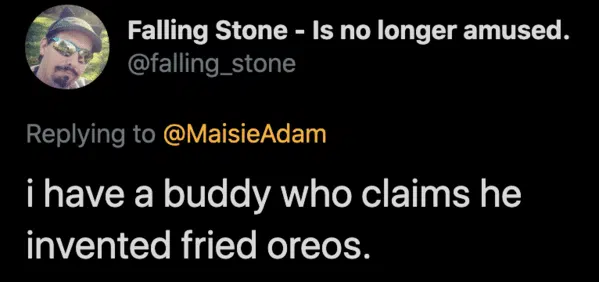 Falling Stone - Is no longer amused.
@falling_stone
Replying to @MaisieAdam
i have a buddy who claims he
invented fried oreos.